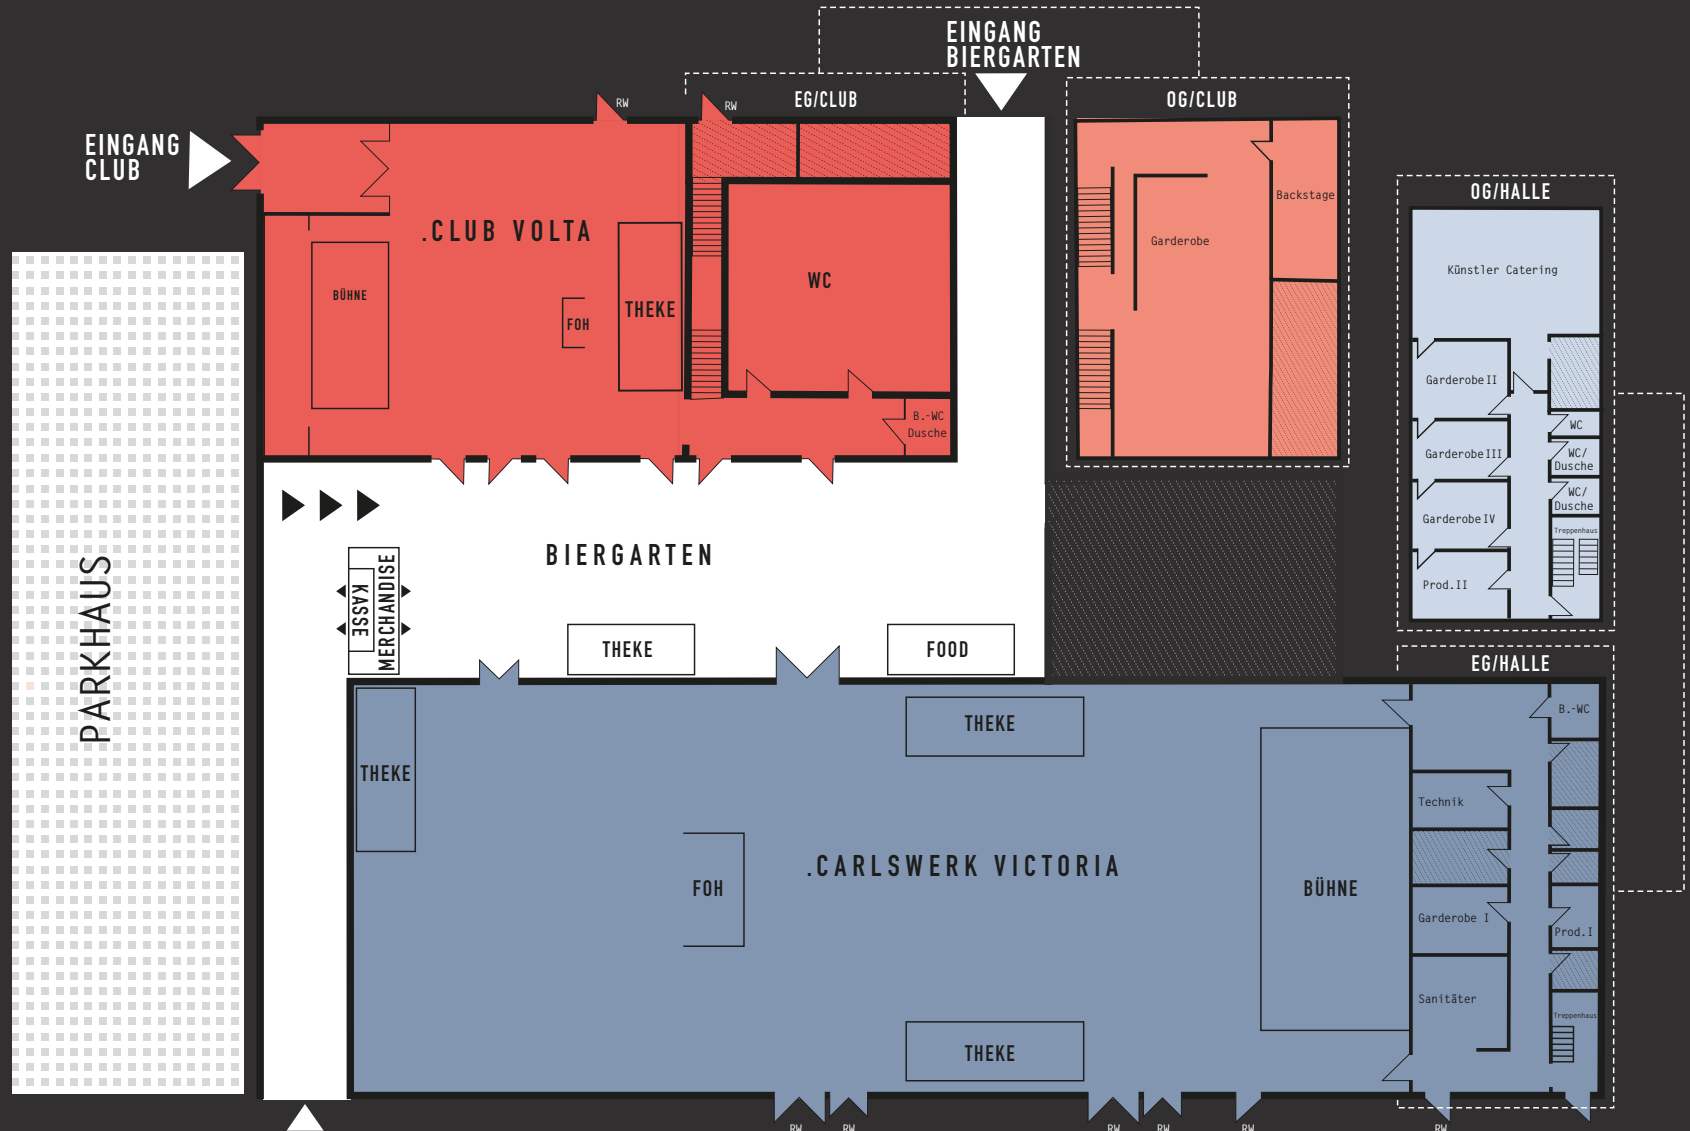 EINGANG
BIERGARTEN
EG/CLUB
OG/CLUB
RW
RW
EINGANG
CLUB
OG/HALLE
Backstage
.CLUB VOLTA
Garderobe
Künstler Catering
WC
BÜHNE
THEKE
FOH
Garderobe II
B.-WC
Dusche
WC
Garderobe III
WC/
Dusche
WC/
Dusche
Garderobe IV
Treppenhaus
BIERGARTEN
Prod.II
KASSE
MERCHANDISE
PARKHAUS
THEKE
FOOD
EG/HALLE
B.-WC
THEKE
THEKE
Technik
.CARLSWERK VICTORIA
FOH
BÜHNE
Garderobe I
Prod.I
Sanitäter
Treppenhaus
THEKE
RW
RW
RW
RW
RW
RW